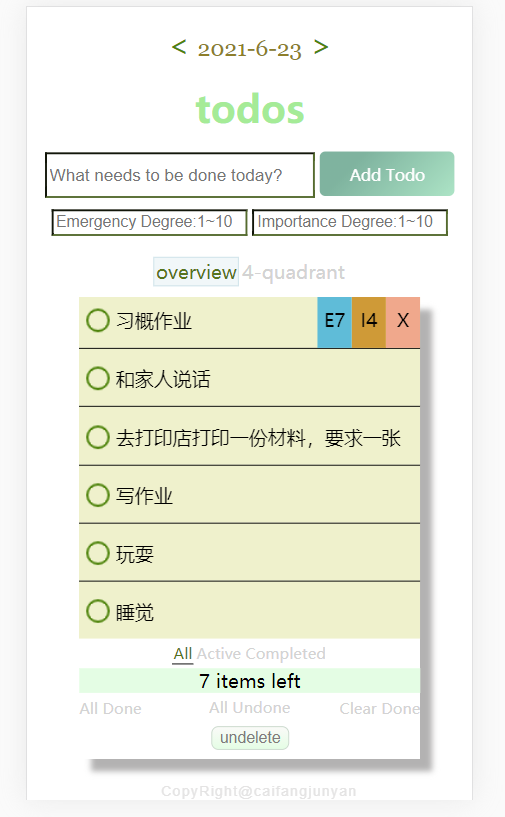 < 2021-6-23 >
todos
What needs to be done today? Add Todo
Emergency Degree:1~10 Importance Degree:1~10
overview 4-quadrant
习概作业 E7 I4 X
和家人说话
去打印店打印一份材料，要求一张
写作业
玩耍
睡觉
All Active Completed
7 items left
All Done All Undone Clear Done
undelete
CopyRight@caifangjunyan